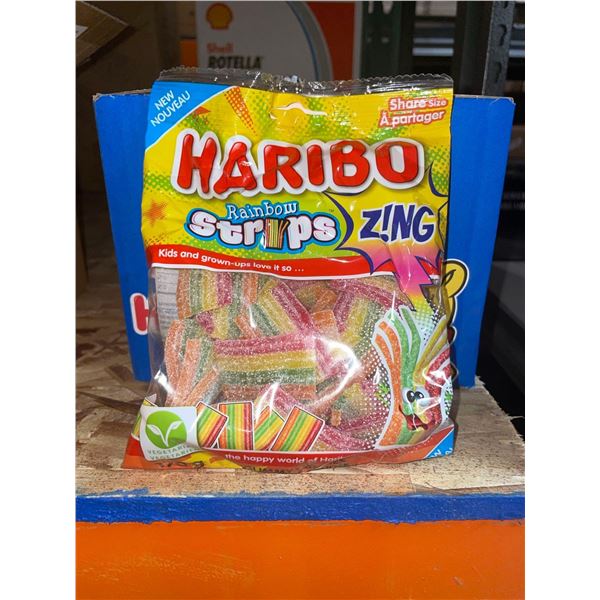 Shell
ROTELLA
NEW
NOUVEAU
Share Size
À partager
HARIBO
Rainbow
Strips
Z!NG
Kids and grown-ups love it so ...
VEGETARIAN
the happy world of